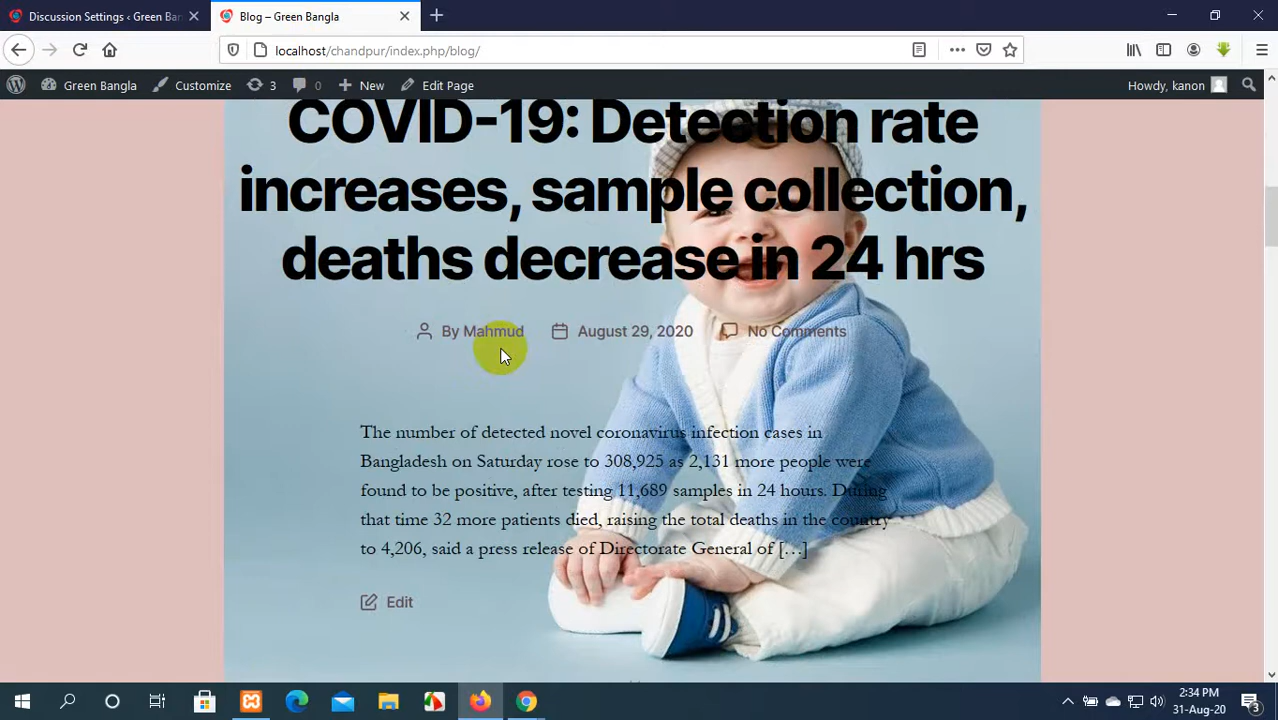 Discussion Settings ‹ Green Ban
Blog – Green Bangla
localhost/chandpur/index.php/blog/
Green Bangla
Customize
3
0
New
Edit Page
Howdy, kanon
COVID-19: Detection rate
increases, sample collection,
deaths decrease in 24 hrs
By Mahmud
August 29, 2020
No Comments
The number of detected novel coronavirus infection cases in
Bangladesh on Saturday rose to 308,925 as 2,131 more people were
found to be positive, after testing 11,689 samples in 24 hours. During
that time 32 more patients died, raising the total deaths in the country
to 4,206, said a press release of Directorate General of […]
Edit
2:34 PM
31-Aug-20
3